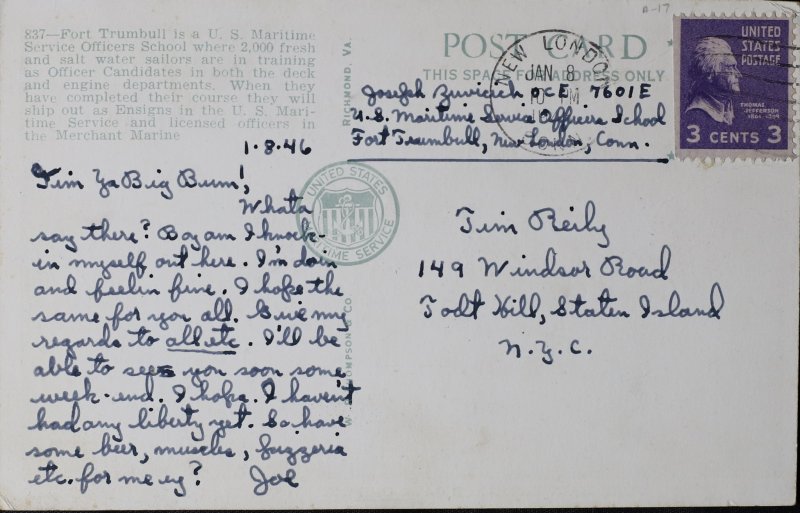 A-17
837—Fort Trumbull is a U. S. Maritime
Service Officers School where 2,000 fresh
and salt water sailors are in training
as Officer Candidates in both the deck
and engine departments. When they
have completed their course they will
ship out as Ensigns in the U. S. Mari-
time Service and licensed officers in
the Merchant Marine
1.8.46
Tim Ya Big Bum!,
Whata
say there? Boy am I knock-
in myself out here. I'm doin
and feelin fine. I hope the
same for you all. Give my
regards to all etc. I'll be
able to see you soon some
week-end. I hope. I haven't
had any liberty yet. So have
some beer, muscles,
etc. for me
Joe
RICHMOND, VA.
UNITED STATES
MARITIME SERVICE
POST CARD
THIS SPACE FOR ADDRESS ONLY
Joseph O.C.E. 7601E
U.S. Maritime Service Officers School
Fort Trumbull, New London, Conn.
NEW LONDON
JAN 8
10 PM
CONN.
UNITED
STATES
POSTAGE
THOMAS
JEFFERSON
3 CENTS 3
Tim Reily
149 Windsor Road
Todt Hill, Staten Island
N.Y.C.